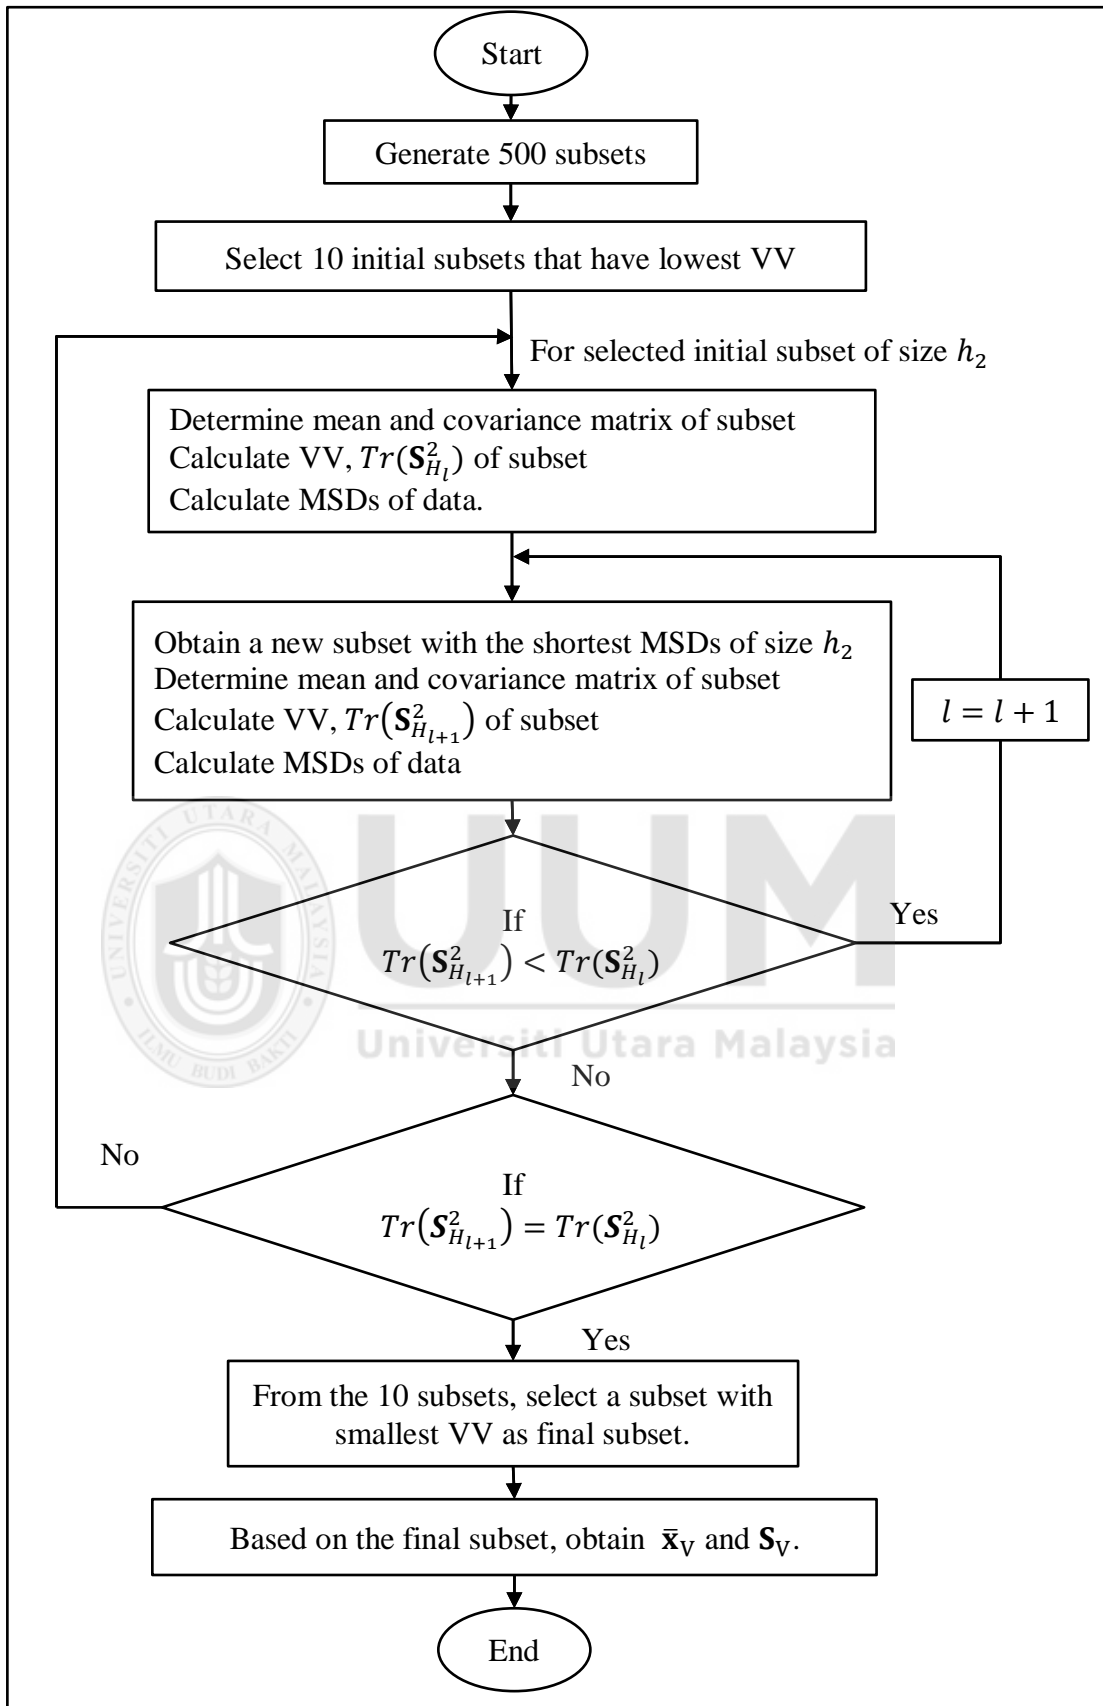 Start
Generate 500 subsets
Select 10 initial subsets that have lowest VV
For selected initial subset of size h₂
Determine mean and covariance matrix of subset
Calculate VV, Tr(𝐒²_{H_l}) of subset
Calculate MSDs of data.
Obtain a new subset with the shortest MSDs of size h₂
Determine mean and covariance matrix of subset
Calculate VV, Tr(𝐒²_{H_{l+1}}) of subset
Calculate MSDs of data
l = l + 1
UNIVERSITI UTARA MALAYSIA
ILMU BUDI BAKTI
UUM
Universiti Utara Malaysia
If
Tr(𝐒²_{H_{l+1}}) < Tr(𝐒²_{H_l})
Yes
No
If
Tr(𝑺²_{H_{l+1}}) = Tr(𝑺²_{H_l})
No
Yes
From the 10 subsets, select a subset with
smallest VV as final subset.
Based on the final subset, obtain x̄_V and 𝐒_V.
End